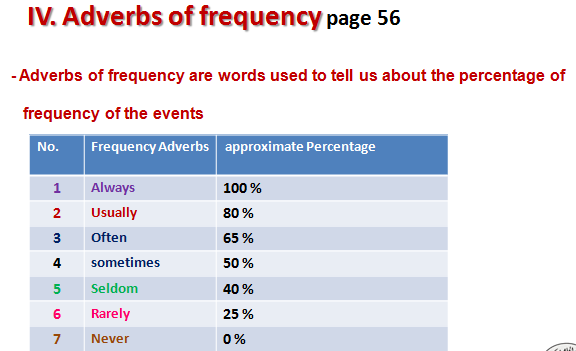 IV. Adverbs of frequency page 56
- Adverbs of frequency are words used to tell us about the percentage of
frequency of the events
No. Frequency Adverbs approximate Percentage
1 Always 100 %
2 Usually 80 %
3 Often 65 %
4 sometimes 50 %
5 Seldom 40 %
6 Rarely 25 %
7 Never 0 %